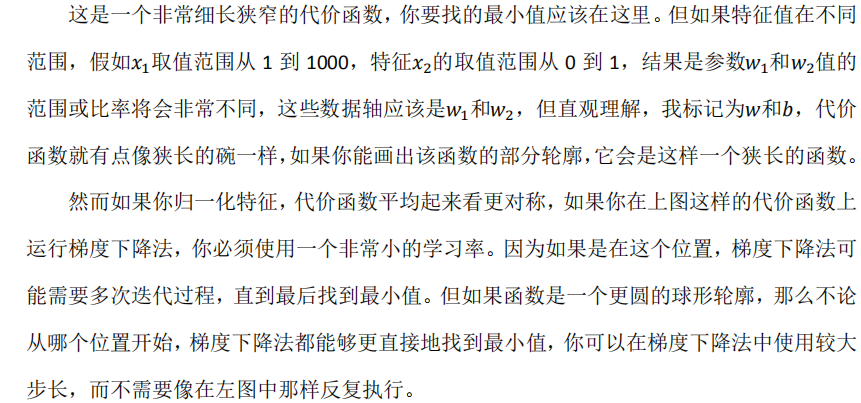 这是一个非常细长狭窄的代价函数，你要找的最小值应该在这里。但如果特征值在不同
范围，假如x₁取值范围从 1 到 1000，特征x₂的取值范围从 0 到 1，结果是参数w₁和w₂值的
范围或比率将会非常不同，这些数据轴应该是w₁和w₂，但直观理解，我标记为w和b，代价
函数就有点像狭长的碗一样，如果你能画出该函数的部分轮廓，它会是这样一个狭长的函数。
然而如果你归一化特征，代价函数平均起来看更对称，如果你在上图这样的代价函数上
运行梯度下降法，你必须使用一个非常小的学习率。因为如果是在这个位置，梯度下降法可
能需要多次迭代过程，直到最后找到最小值。但如果函数是一个更圆的球形轮廓，那么不论
从哪个位置开始，梯度下降法都能够更直接地找到最小值，你可以在梯度下降法中使用较大
步长，而不需要像在左图中那样反复执行。